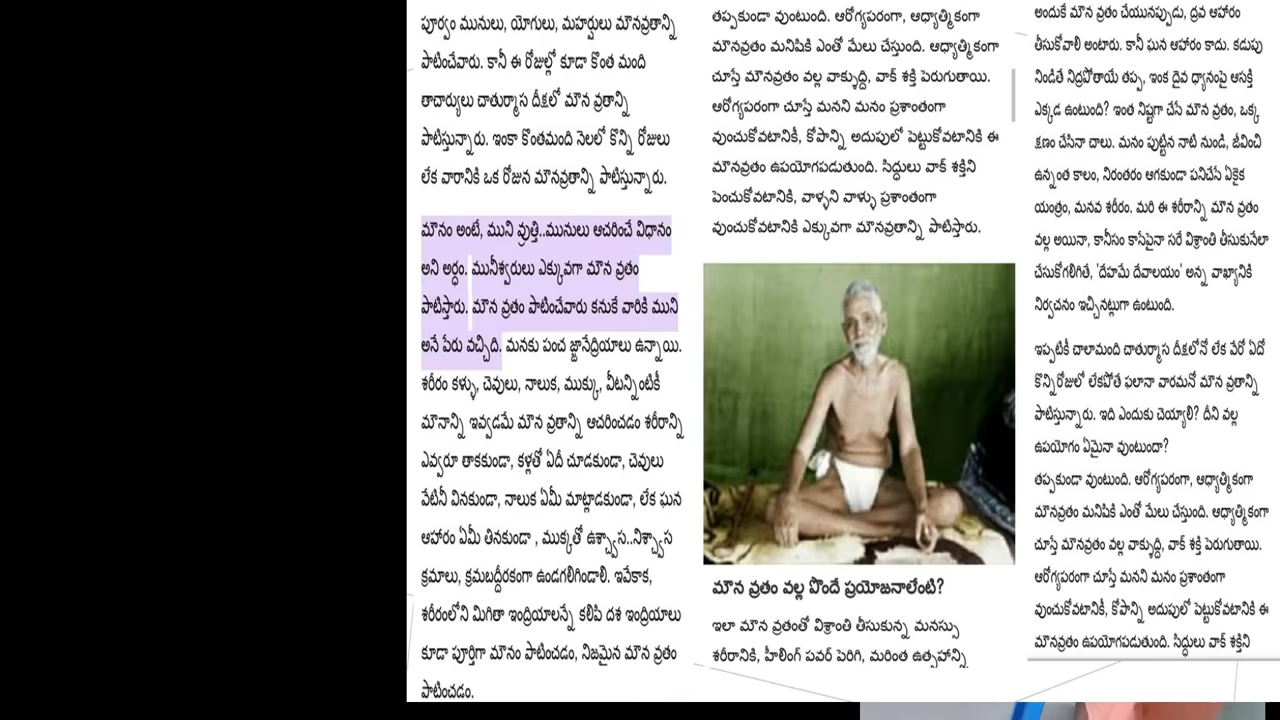 పూర్వం మునులు, యోగులు, మహర్షులు మౌనవ్రతాన్ని
పాటించేవారు. కానీ ఈ రోజుల్లో కూడా కొంత మంది
తాచార్యులు చాతుర్మాస దీక్షలో మౌన వ్రతాన్ని
పాటిస్తున్నారు. ఇంకా కొంతమంది నెలలో కొన్ని రోజులు
లేక వారానికి ఒక రోజున మౌనవ్రతాన్ని పాటిస్తున్నారు.
మౌనం అంటే, ముని వ్రుత్తి..మునులు ఆచరించే విధానం
అని అర్థం. మునీశ్వరులు ఎక్కువగా మౌన వ్రతం
పాటిస్తారు. మౌన వ్రతం పాటించేవారు కనుకే వారికి ముని
అనే పేరు వచ్చిది. మనకు పంచ జ్ఞానేద్రియాలు ఉన్నాయి.
శరీరం కళ్ళు, చెవులు, నాలుక, ముక్కు, వీటన్నింటికీ
మౌనాన్ని ఇవ్వడమే మౌన వ్రతాన్ని ఆచరించడం శరీరాన్ని
ఎవ్వరూ తాకకుండా, కళ్లతో ఏదీ చూడకుండా, చెవులు
వేటినీ వినకుండా, నాలుక ఏమీ మాట్లాడకుండా, లేక ఘన
ఆహారం ఏమీ తినకుండా , ముక్కుతో ఉశ్చ్వాస..నిశ్చ్వాస
క్రమాలు, క్రమబద్దీరకంగా ఉండగలిగిండాలి. ఇవేకాక,
శరీరంలోని మిగితా ఇంద్రియాలన్నే కలిపి దశ ఇంద్రియాలు
కూడా పూర్తిగా మౌనం పాటించడం, నిజమైన మౌన వ్రతం
పాటించడం.
తప్పకుండా వుంటుంది. ఆరోగ్యపరంగా, ఆధ్యాత్మికంగా
మౌనవ్రతం మనిషికి ఎంతో మేలు చేస్తుంది. ఆధ్యాత్మికంగా
చూస్తే మౌనవ్రతం వల్ల వాక్శుద్ది, వాక్ శక్తి పెరుగుతాయి.
ఆరోగ్యపరంగా చూస్తే మనని మనం ప్రశాంతంగా
వుంచుకోవటానికీ, కోపాన్ని అదుపులో పెట్టుకోవటానికి ఈ
మౌనవ్రతం ఉపయోగపడుతుంది. సిద్ధులు వాక్ శక్తిని
పెంచుకోవటానికి, వాళ్ళని వాళ్ళు ప్రశాంతంగా
వుంచుకోవటానికి ఎక్కువగా మౌనవ్రతాన్ని పాటిస్తారు.
మౌన వ్రతం వల్ల పొందే ప్రయోజనాలేంటి?
ఇలా మౌన వ్రతంతో విశ్రాంతి తీసుకున్న మనస్సు
శరీరానికి, హీలింగ్ పవర్ పెరిగి, మరింత ఉత్సహాన్ని
అందుకే మౌన వ్రతం చేయునప్పుడు, ద్రవ ఆహారం
తీసుకోవాలి అంటారు. కానీ ఘన ఆహారం కాదు. కడుపు
నిండితే నిద్రపోతాయే తప్ప, ఇంక దైవ ధ్యానంపై ఆసక్తి
ఎక్కడ ఉంటుంది? ఇంత నిష్టగా చేసే మౌన వ్రతం, ఒక్క
క్షణం చేసినా చాలు. మనం పుట్టిన నాటి నుండి, జీవించి
ఉన్నంత కాలం, నిరంతరం ఆగకుండా పనిచేసే ఏకైక
యంత్రం, మనవ శరీరం. మరి ఈ శరీరాన్ని మౌన వ్రతం
వల్ల అయినా, కానీసం కాసేపైనా సరే విశ్రాంతి తీసుకునేలా
చేసుకోగలిగితే, 'దేహమే దేవాలయం' అన్న వాఖ్యానికి
నిర్వచనం ఇచ్చినట్లుగా ఉంటుంది.
ఇప్పటికీ చాలామంది చాతుర్మాస దీక్షలోనో లేక వేరే ఏదో
కొన్నిరోజులో లేకపోతే ఫలానా వారమనో మౌన వ్రతాన్ని
పాటిస్తున్నారు. ఇది ఎందుకు చెయ్యాలి? దీని వల్ల
ఉపయోగం ఏమైనా వుంటుందా?
తప్పకుండా వుంటుంది. ఆరోగ్యపరంగా, ఆధ్యాత్మికంగా
మౌనవ్రతం మనిషికి ఎంతో మేలు చేస్తుంది. ఆధ్యాత్మికంగా
చూస్తే మౌనవ్రతం వల్ల వాక్శుద్ది, వాక్ శక్తి పెరుగుతాయి.
ఆరోగ్యపరంగా చూస్తే మనని మనం ప్రశాంతంగా
వుంచుకోవటానికీ, కోపాన్ని అదుపులో పెట్టుకోవటానికి ఈ
మౌనవ్రతం ఉపయోగపడుతుంది. సిద్ధులు వాక్ శక్తిని